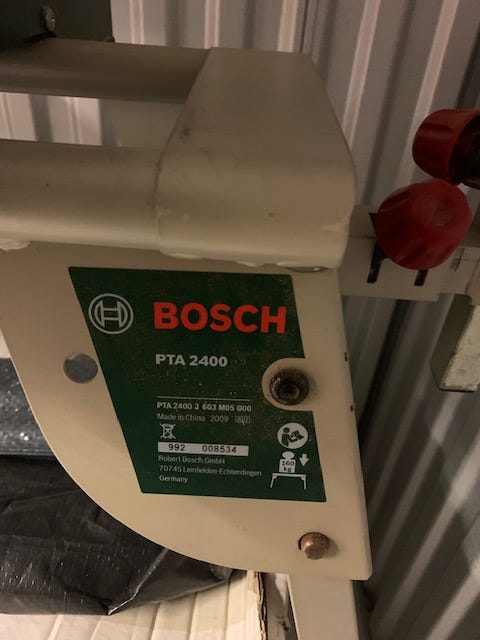 BOSCH
PTA 2400
PTA 2400 3 603 M05 000
Made in China 2009
992 008534
Robert Bosch GmbH
70745 Leinfelden-Echterdingen
Germany
160
kg